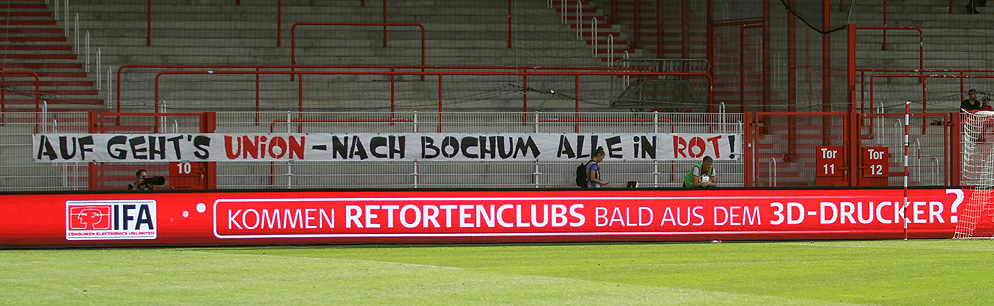 AUF GEHT'S UNION - NACH BOCHUM ALLE IN ROT!
10
Tor
11
Tor
12
IFA
CONSUMER ELECTRONICS UNLIMITED
KOMMEN RETORTENCLUBS BALD AUS DEM 3D-DRUCKER?